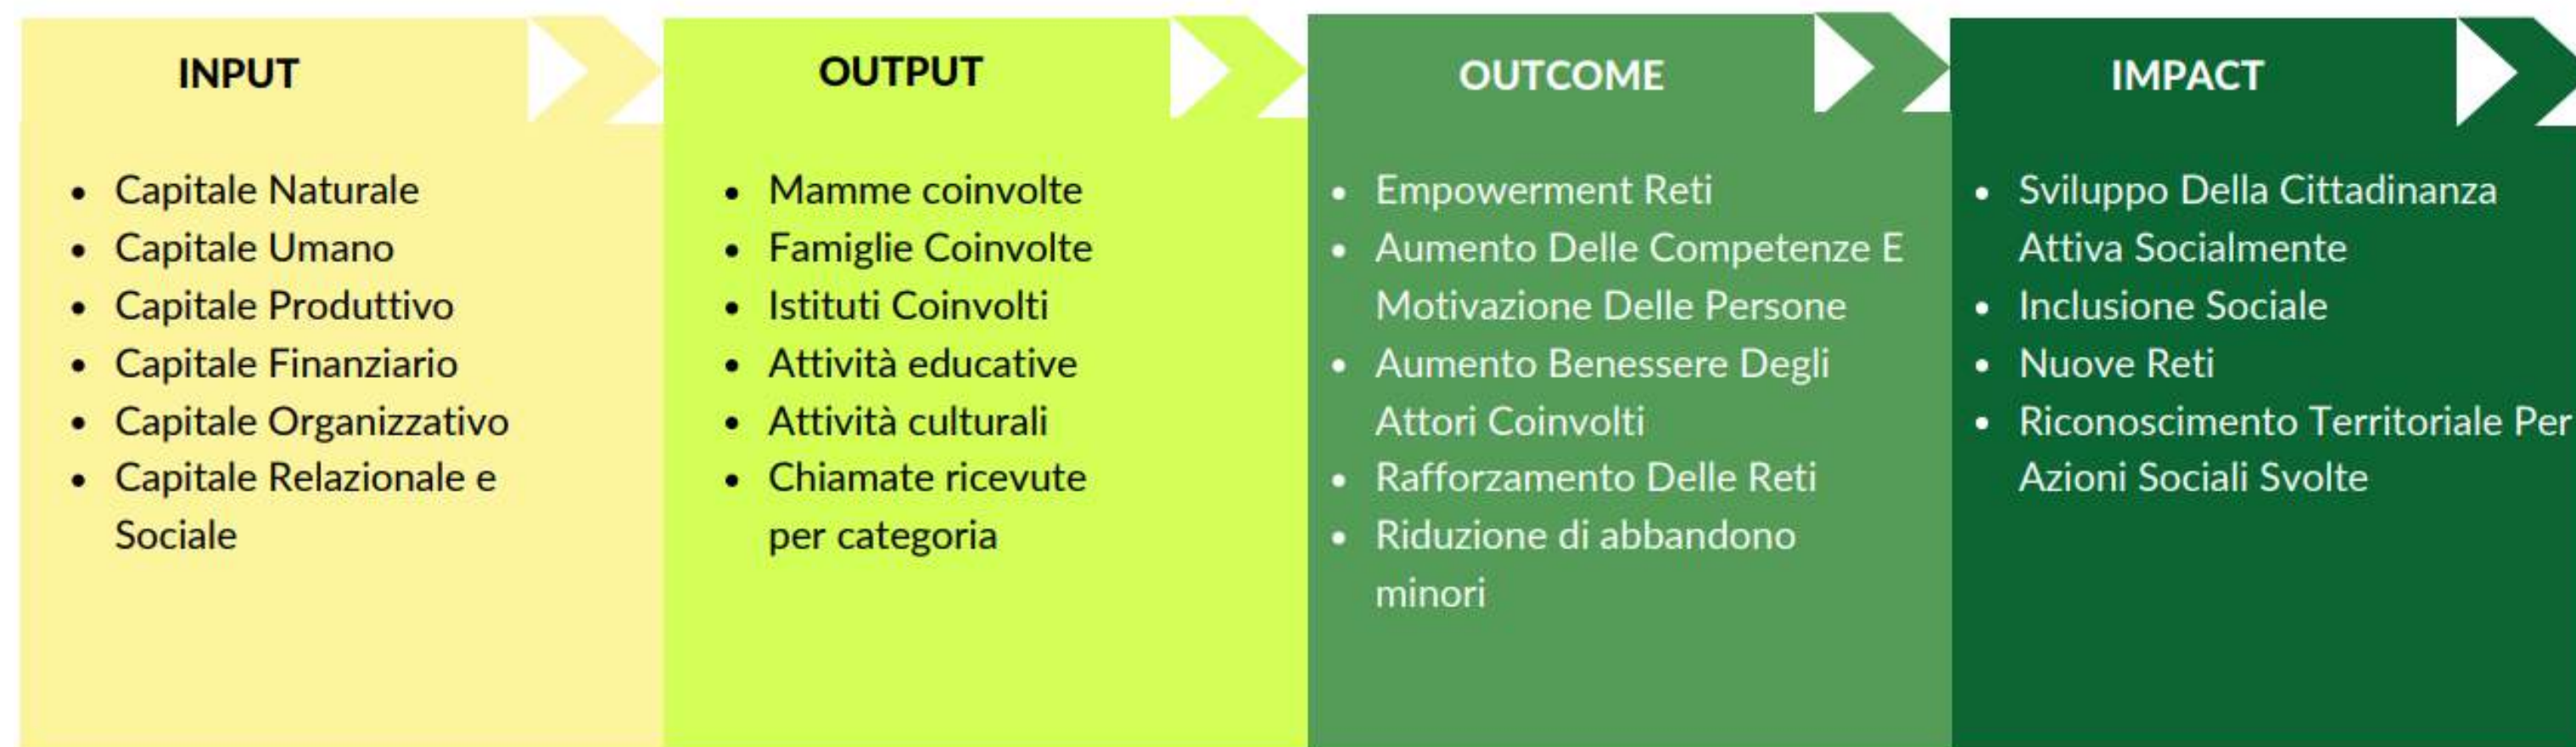 INPUT
• Capitale Naturale
• Capitale Umano
• Capitale Produttivo
• Capitale Finanziario
• Capitale Organizzativo
• Capitale Relazionale e
Sociale
OUTPUT
• Mamme coinvolte
• Famiglie Coinvolte
• Istituti Coinvolti
• Attività educative
• Attività culturali
• Chiamate ricevute
per categoria
OUTCOME
• Empowerment Reti
• Aumento Delle Competenze E
Motivazione Delle Persone
• Aumento Benessere Degli
Attori Coinvolti
• Rafforzamento Delle Reti
• Riduzione di abbandono
minori
IMPACT
• Sviluppo Della Cittadinanza
Attiva Socialmente
• Inclusione Sociale
• Nuove Reti
• Riconoscimento Territoriale Per
Azioni Sociali Svolte